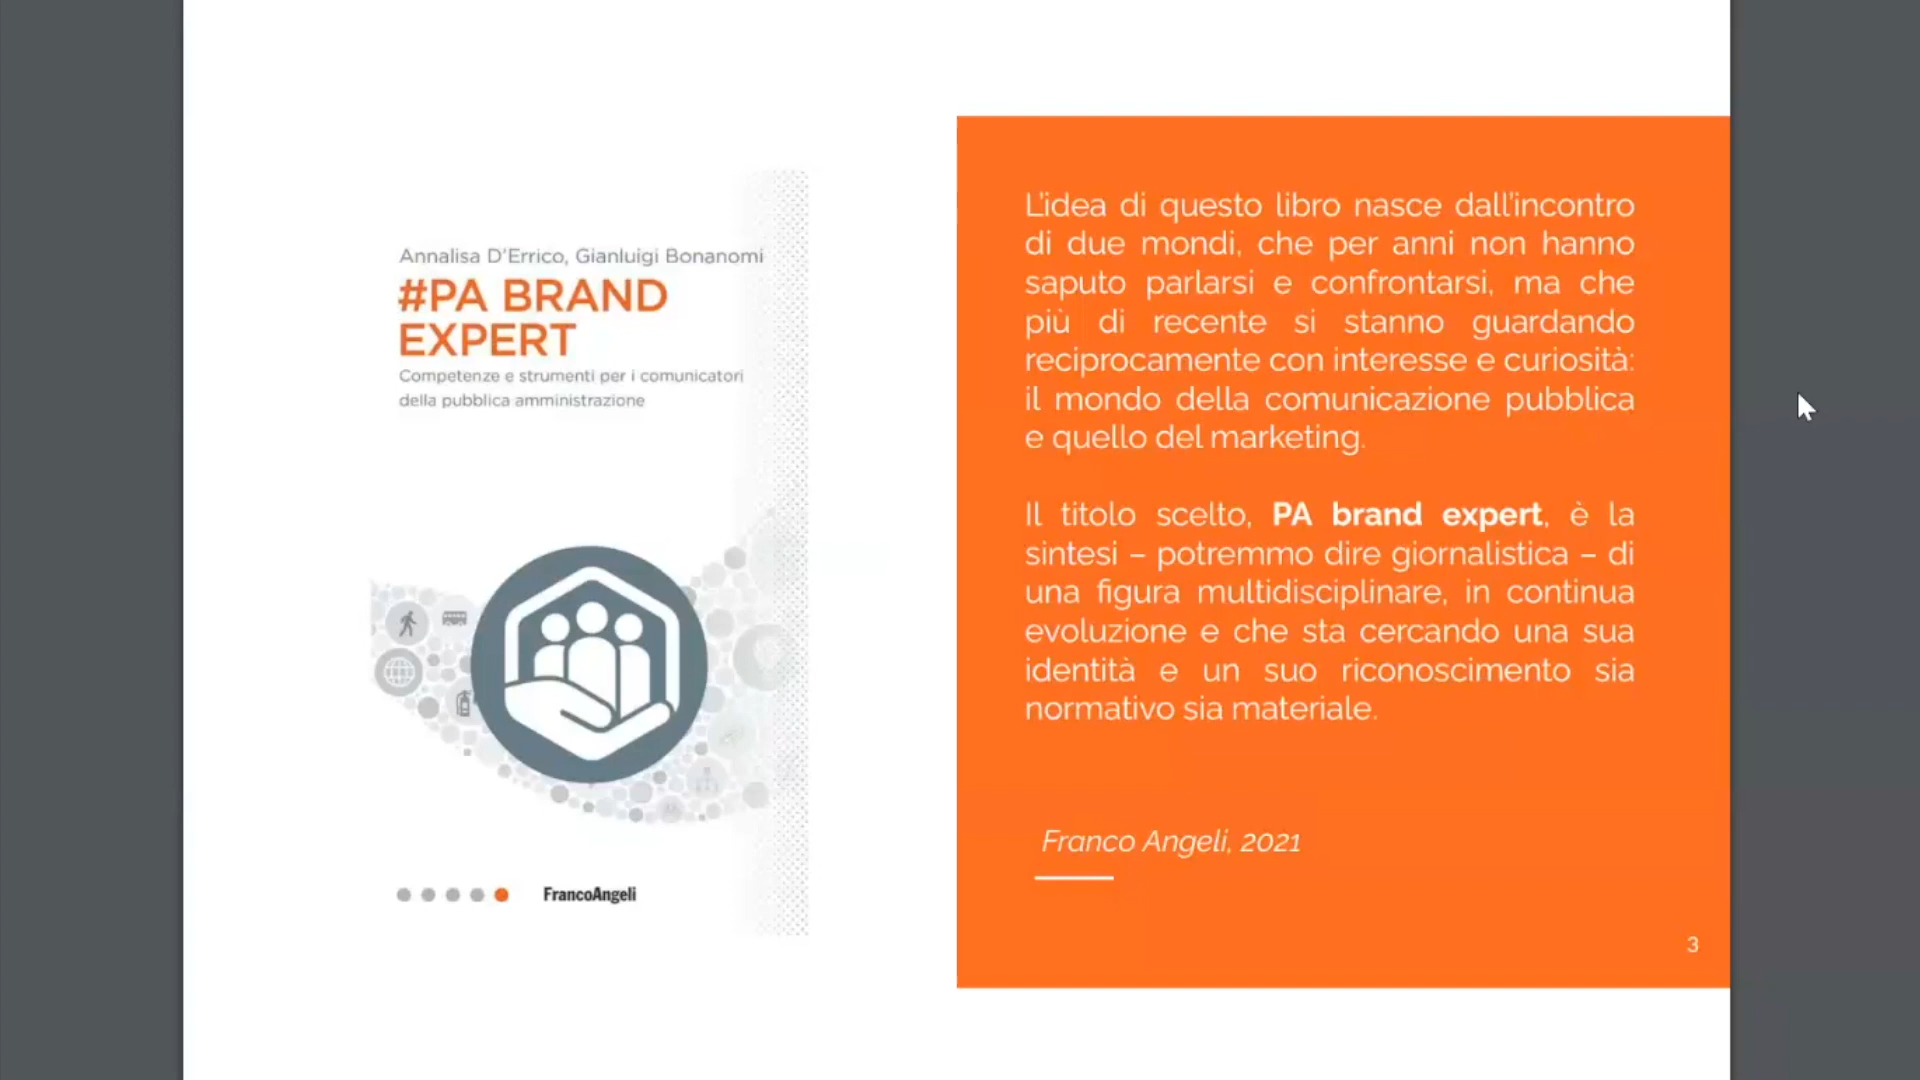 Annalisa D'Errico, Gianluigi Bonanomi
#PA BRAND
EXPERT
Competenze e strumenti per i comunicatori
della pubblica amministrazione
FrancoAngeli
L'idea di questo libro nasce dall'incontro
di due mondi, che per anni non hanno
saputo parlarsi e confrontarsi, ma che
più di recente si stanno guardando
reciprocamente con interesse e curiosità:
il mondo della comunicazione pubblica
e quello del marketing.
Il titolo scelto, PA brand expert, è la
sintesi – potremmo dire giornalistica – di
una figura multidisciplinare, in continua
evoluzione e che sta cercando una sua
identità e un suo riconoscimento sia
normativo sia materiale.
Franco Angeli, 2021
3